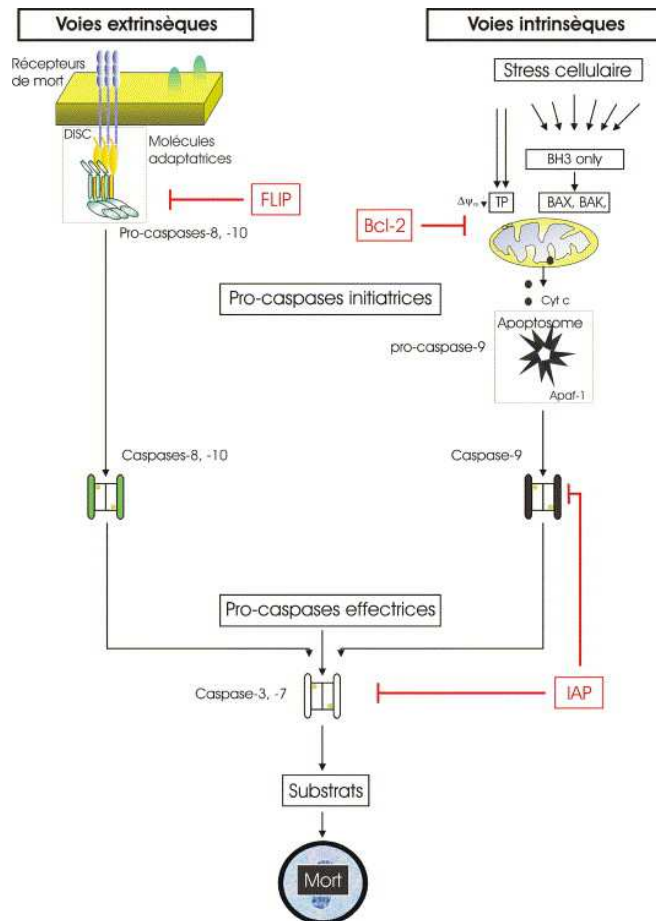 Voies extrinsèques
Voies intrinsèques
Récepteurs
de mort
Stress cellulaire
DISC
Molécules
adaptatrices
BH3 only
FLIP
ΔΨm
TP
BAX, BAK,
Bcl-2
Pro-caspases-8, -10
Pro-caspases initiatrices
Cyt c
Apoptosome
pro-caspase-9
Apaf-1
Caspases-8, -10
Caspase-9
Pro-caspases effectrices
Caspase-3, -7
IAP
Substrats
Mort